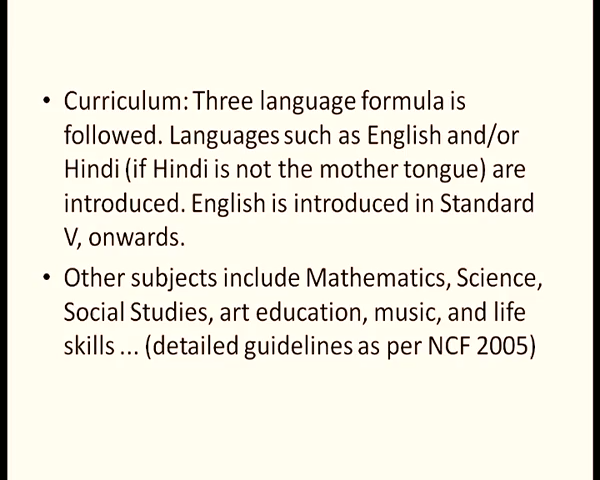 • Curriculum: Three language formula is
followed. Languages such as English and/or
Hindi (if Hindi is not the mother tongue) are
introduced. English is introduced in Standard
V, onwards.
• Other subjects include Mathematics, Science,
Social Studies, art education, music, and life
skills ... (detailed guidelines as per NCF 2005)